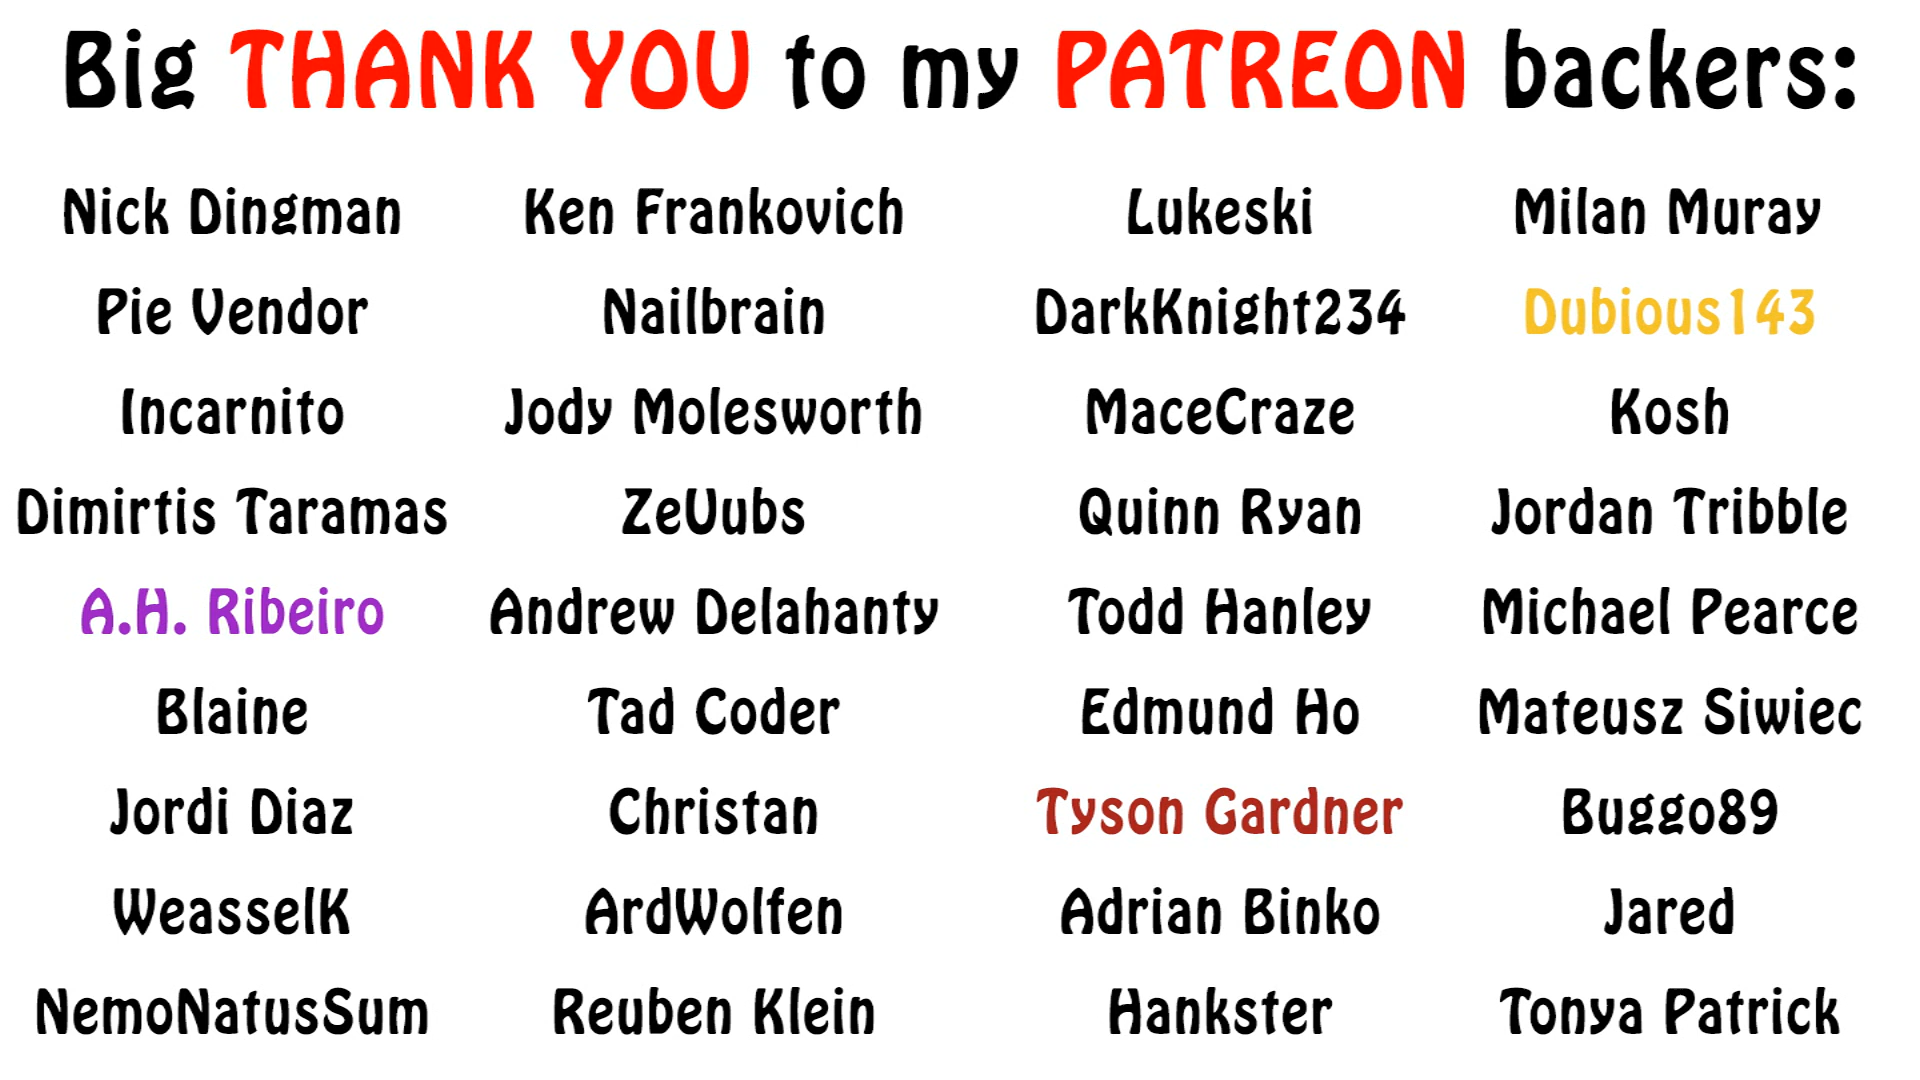 Big THANK YOU to my PATREON backers:
Nick Dingman Ken Frankovich Lukeski Milan Muray
Pie Vendor Nailbrain DarkKnight234 Dubious143
Incarnito Jody Molesworth MaceCraze Kosh
Dimirtis Taramas ZeUubs Quinn Ryan Jordan Tribble
A.H. Ribeiro Andrew Delahanty Todd Hanley Michael Pearce
Blaine Tad Coder Edmund Ho Mateusz Siwiec
Jordi Diaz Christan Tyson Gardner Buggo89
WeasselK ArdWolfen Adrian Binko Jared
NemoNatusSum Reuben Klein Hankster Tonya Patrick